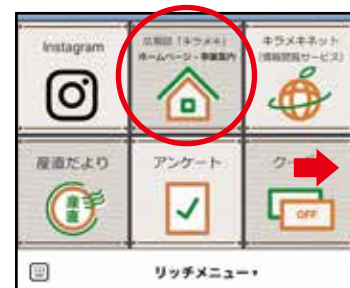 Instagram
広報誌「キラメキ」
ホームページ・事業案内
キラメキネット
(情報閲覧サービス)
産直だより
アンケート
ク
産直
OFF
リッチメニュー▾